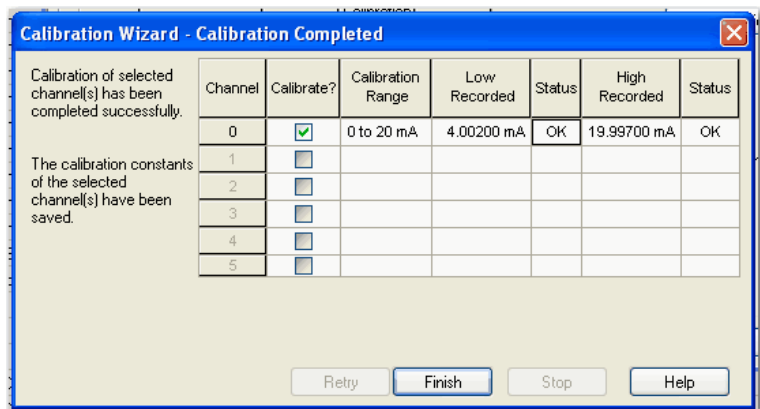 Calibration Wizard - Calibration Completed
Calibration of selected
channel(s) has been
completed successfully.
The calibration constants
of the selected
channel(s) have been
saved.
Channel Calibrate? Calibration Range Low Recorded Status High Recorded Status
0 0 to 20 mA 4.00200 mA OK 19.99700 mA OK
1
2
3
4
5
Retry Finish Stop Help